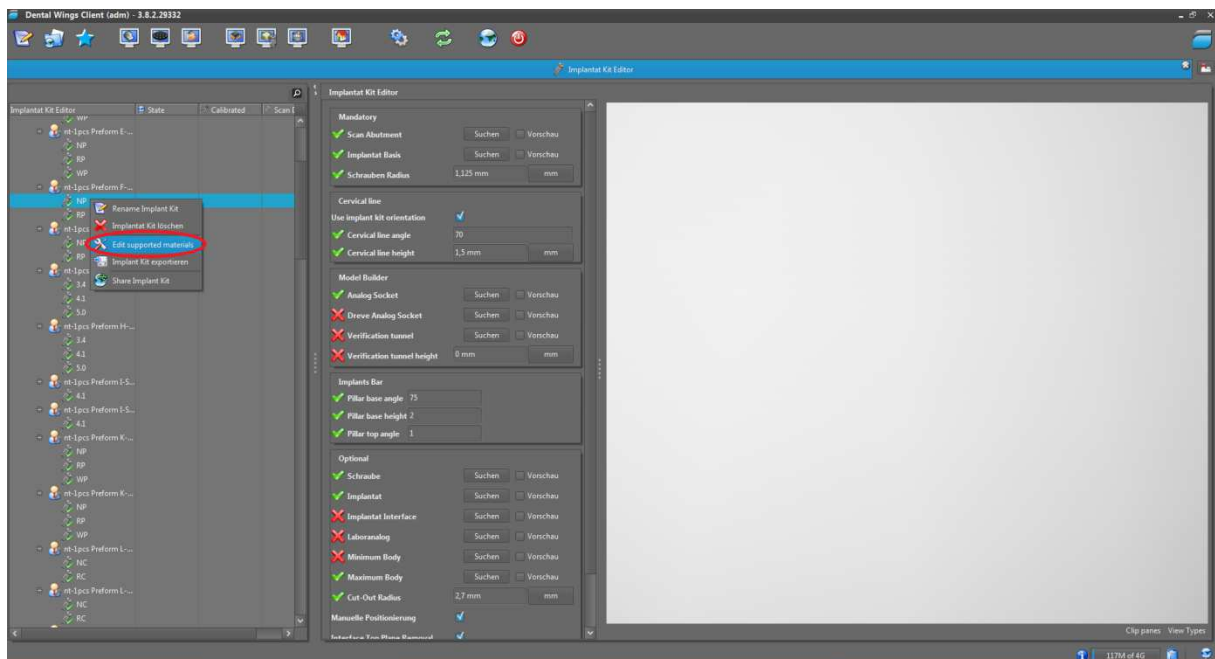 Dental Wings Client (adm) - 3.8.2.29332
Implantat Kit Editor
Implantat Kit Editor State Calibrated Scan
WP
nt-1pcs Preform E-...
NP
RP
WP
nt-1pcs Preform F-...
NP
RP
nt-1pcs
RP
nt-1pcs
3.4
4.1
5.0
nt-1pcs Preform H-...
3.4
4.1
5.0
nt-1pcs Preform I-S...
4.1
nt-1pcs Preform I-S...
4.1
nt-1pcs Preform K-...
NP
RP
WP
nt-1pcs Preform K-...
NP
RP
WP
nt-1pcs Preform L-...
NC
RC
nt-1pcs Preform L-...
NC
RC
Rename Implant Kit
Implantat Kit löschen
Edit supported materials
Implant Kit exportieren
Share Implant Kit
Implantat Kit Editor
Mandatory
Scan Abutment Suchen Vorschau
Implantat Basis Suchen Vorschau
Schrauben Radius 1,125 mm mm
Cervical line
Use implant kit orientation
Cervical line angle 70
Cervical line height 1,5 mm mm
Model Builder
Analog Socket Suchen Vorschau
Dreve Analog Socket Suchen Vorschau
Verification tunnel Suchen Vorschau
Verification tunnel height 0 mm mm
Implants Bar
Pillar base angle 75
Pillar base height 2
Pillar top angle 1
Optional
Schraube Suchen Vorschau
Implantat Suchen Vorschau
Implantat Interface Suchen Vorschau
Laboranalog Suchen Vorschau
Minimum Body Suchen Vorschau
Maximum Body Suchen Vorschau
Cut-Out Radius 2,7 mm mm
Manuelle Positionierung
Interface Top Plane Removal
Clip panes View Types
117M of 4G